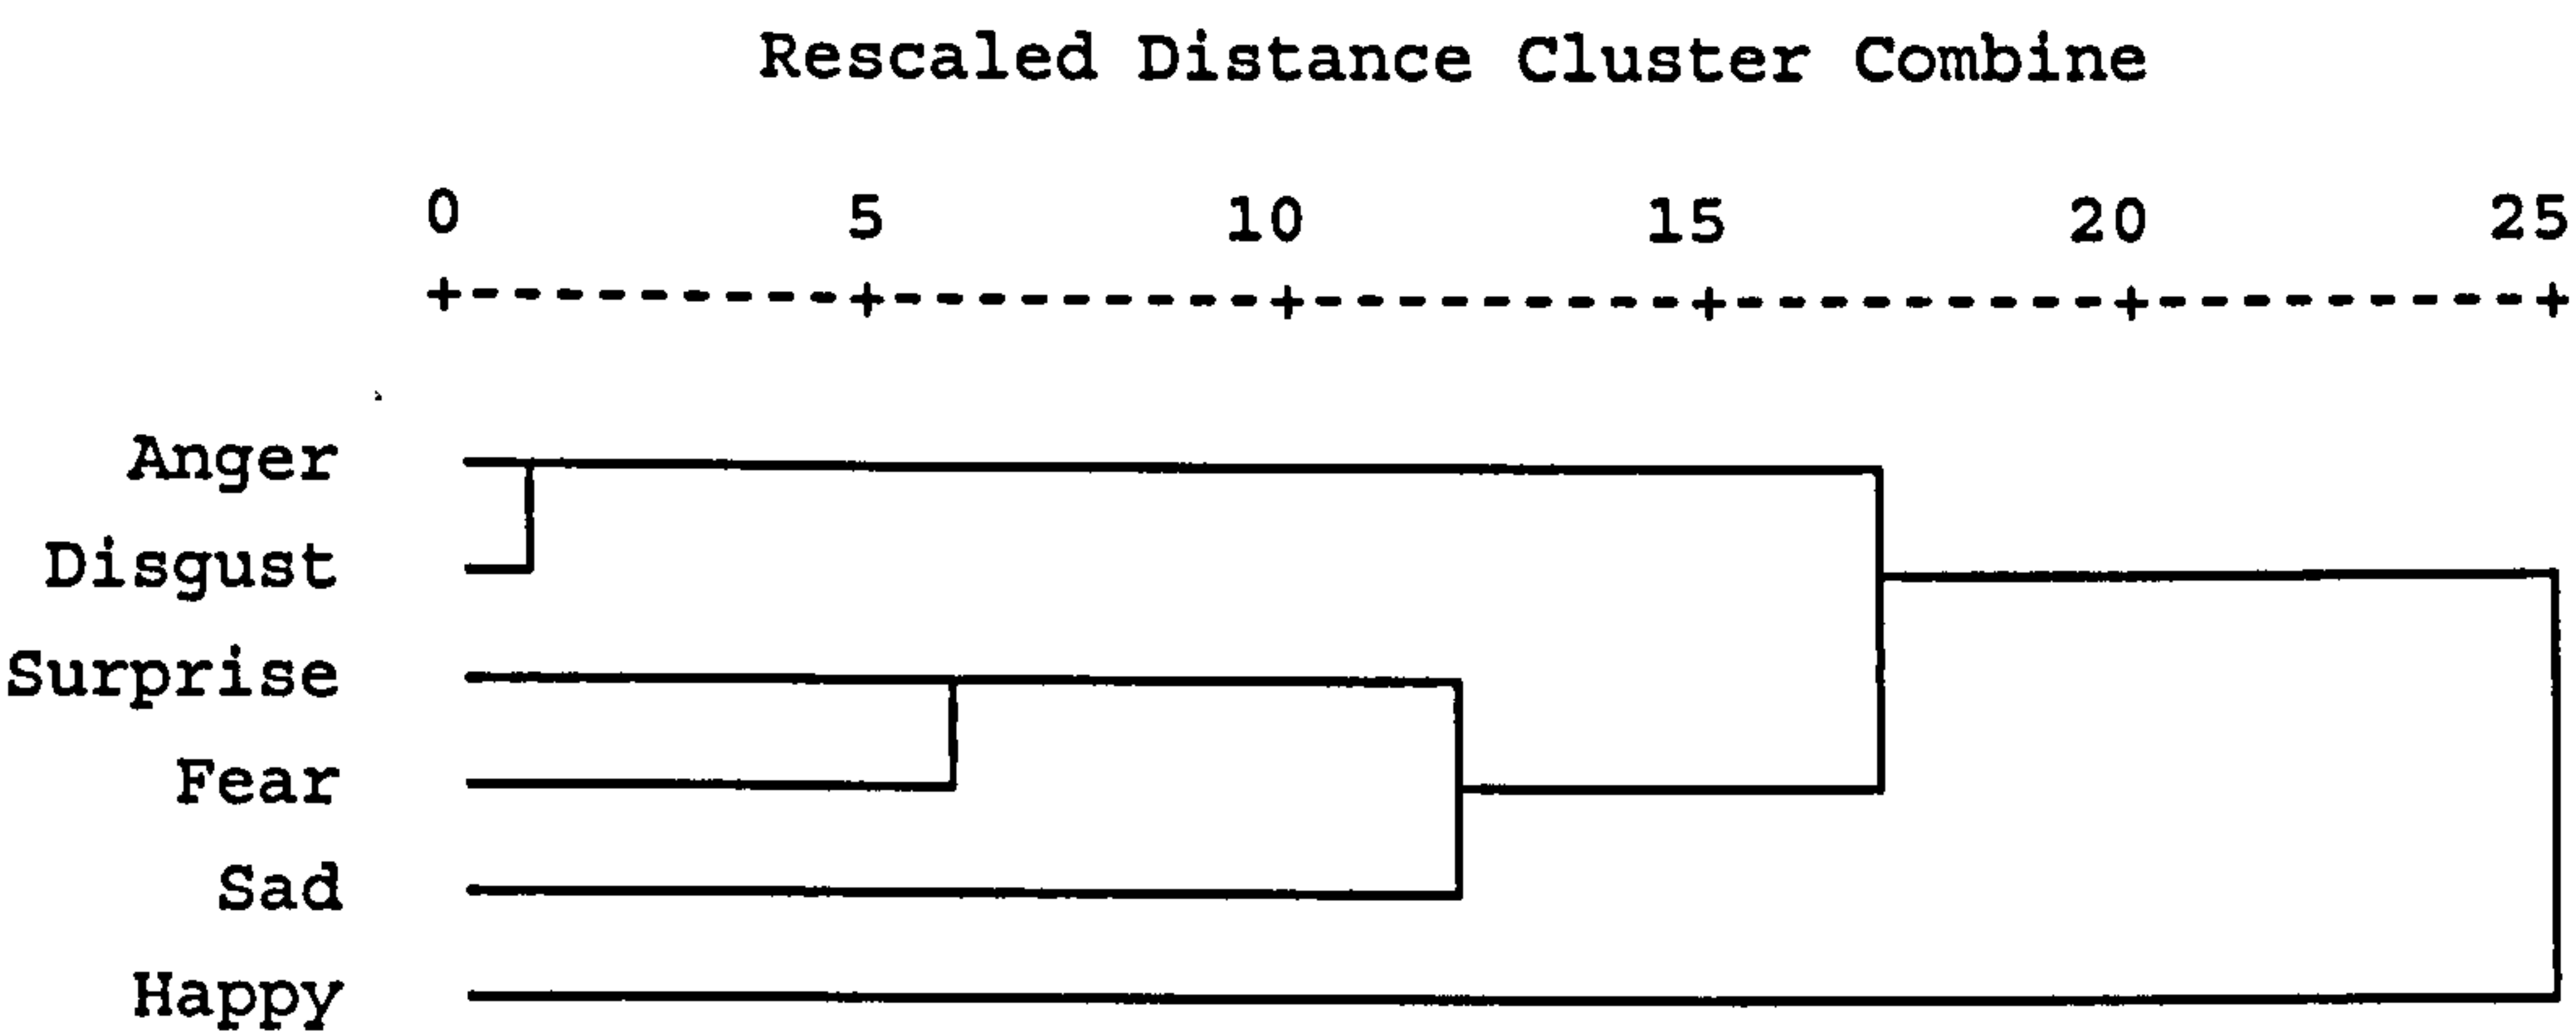 Rescaled Distance Cluster Combine
0 5 10 15 20 25
+---------+---------+---------+---------+---------+
Anger
Disgust
Surprise
Fear
Sad
Happy